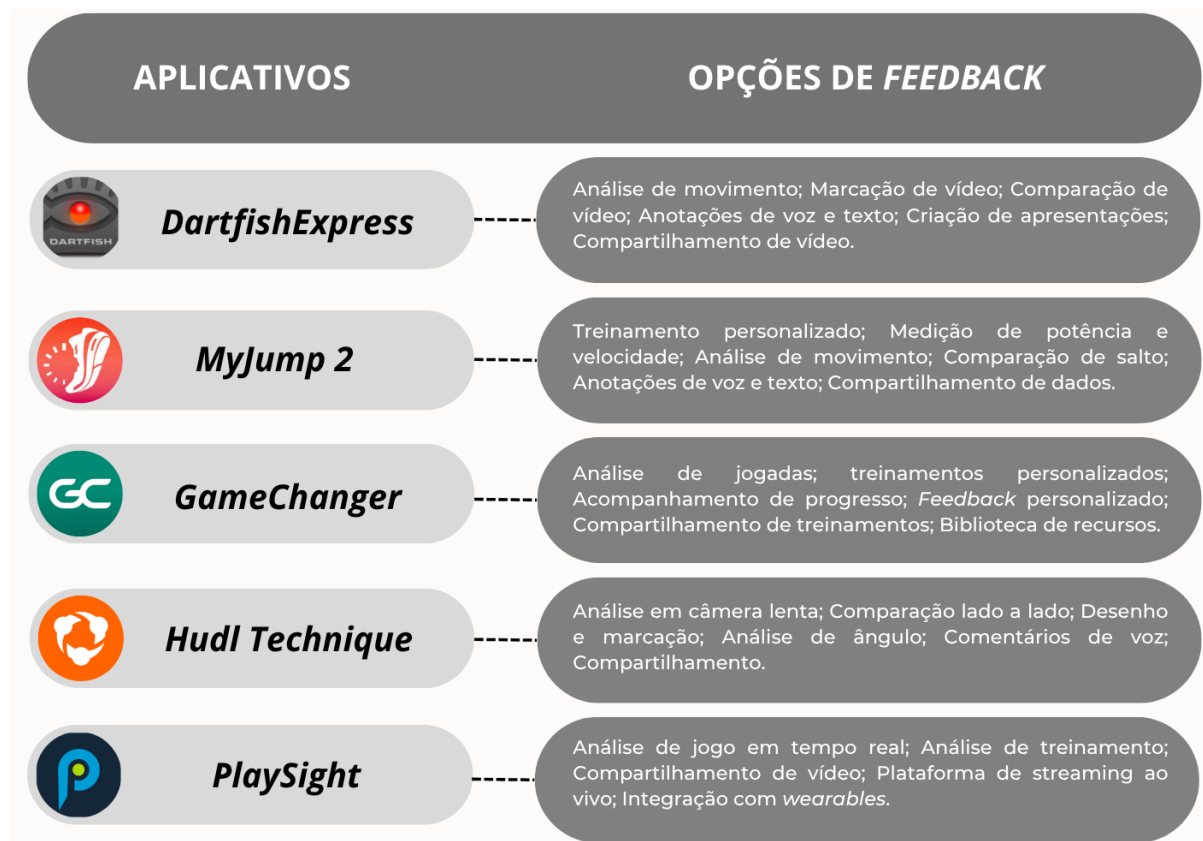 APLICATIVOS
OPÇÕES DE FEEDBACK
DARTFISH
DartfishExpress
Análise de movimento; Marcação de vídeo; Comparação de
vídeo; Anotações de voz e texto; Criação de apresentações;
Compartilhamento de vídeo.
MyJump 2
Treinamento personalizado; Medição de potência e
velocidade; Análise de movimento; Comparação de salto;
Anotações de voz e texto; Compartilhamento de dados.
GC
GameChanger
Análise de jogadas; treinamentos personalizados;
Acompanhamento de progresso; Feedback personalizado;
Compartilhamento de treinamentos; Biblioteca de recursos.
Hudl Technique
Análise em câmera lenta; Comparação lado a lado; Desenho
e marcação; Análise de ângulo; Comentários de voz;
Compartilhamento.
PlaySight
Análise de jogo em tempo real; Análise de treinamento;
Compartilhamento de vídeo; Plataforma de streaming ao
vivo; Integração com wearables.